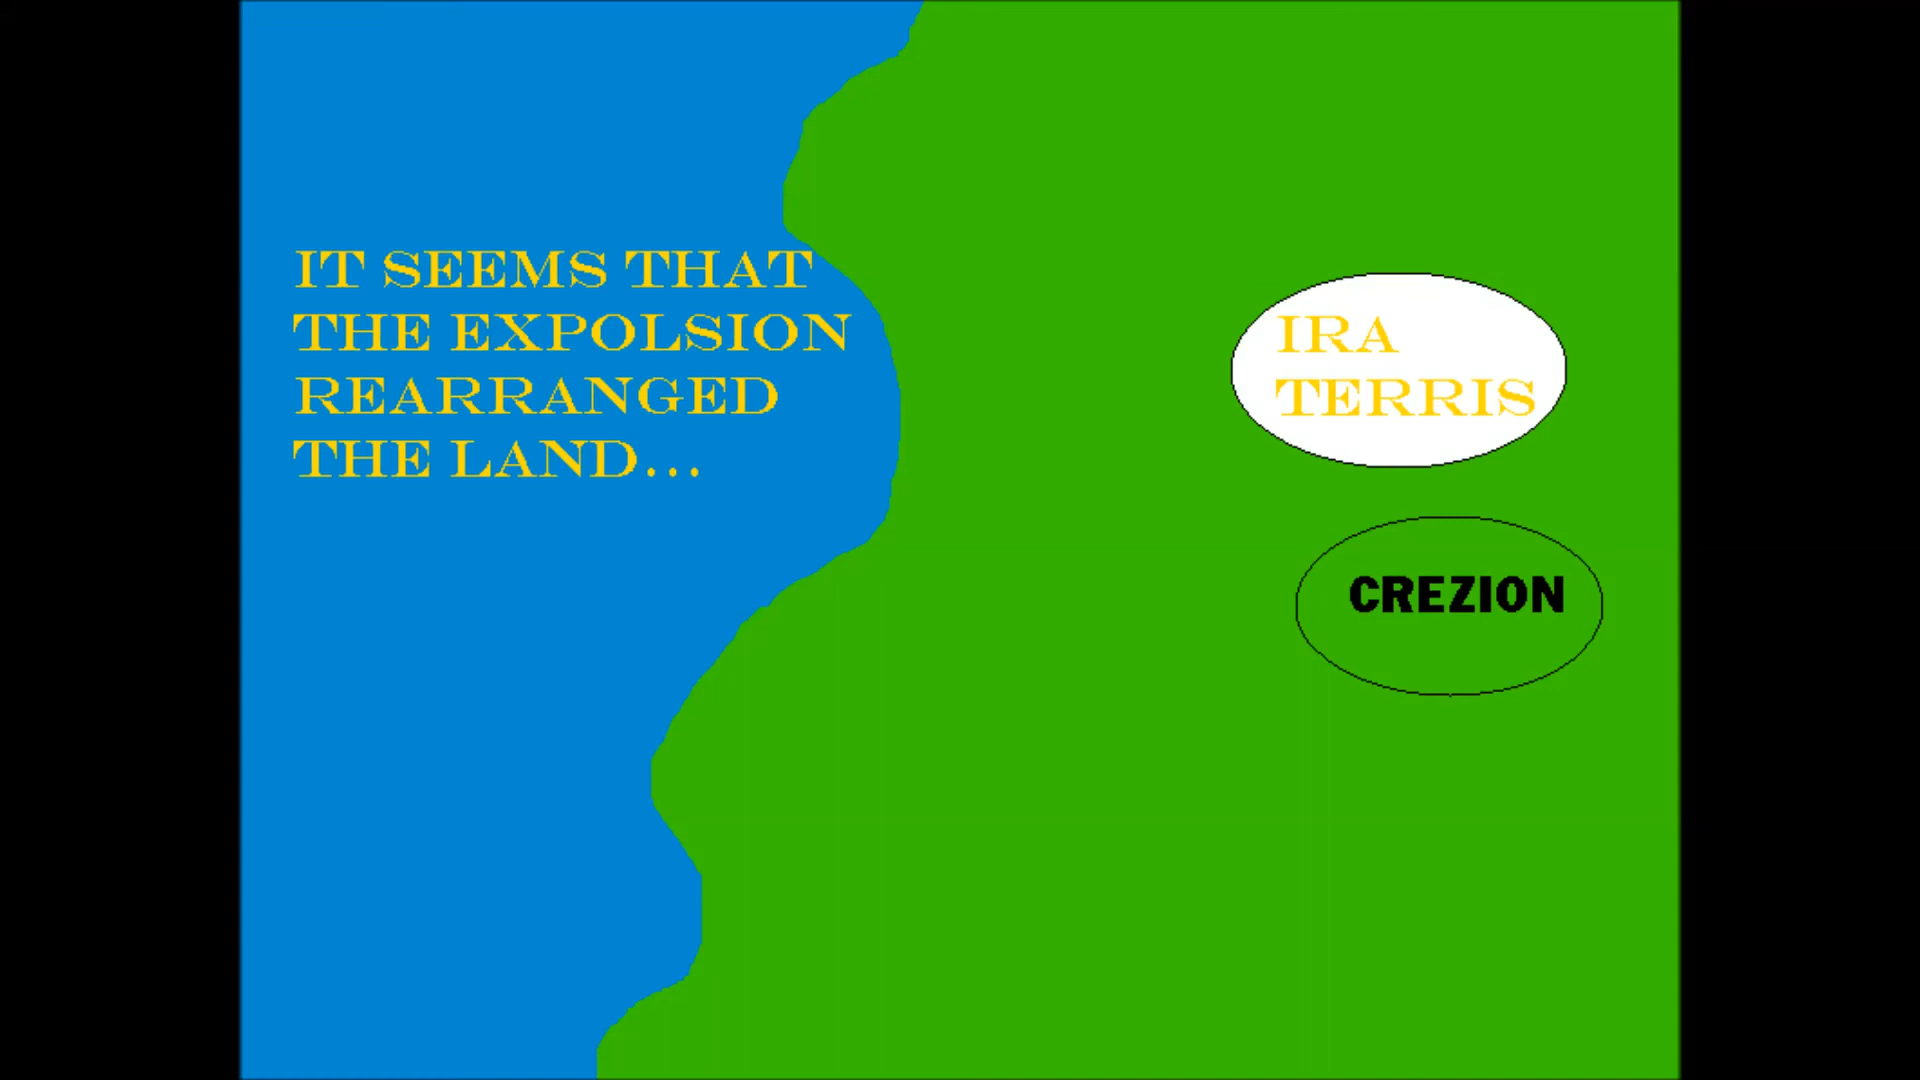 IT SEEMS THAT
THE EXPOLSION
REARRANGED
THE LAND...
IRA
TERRIS
CREZION